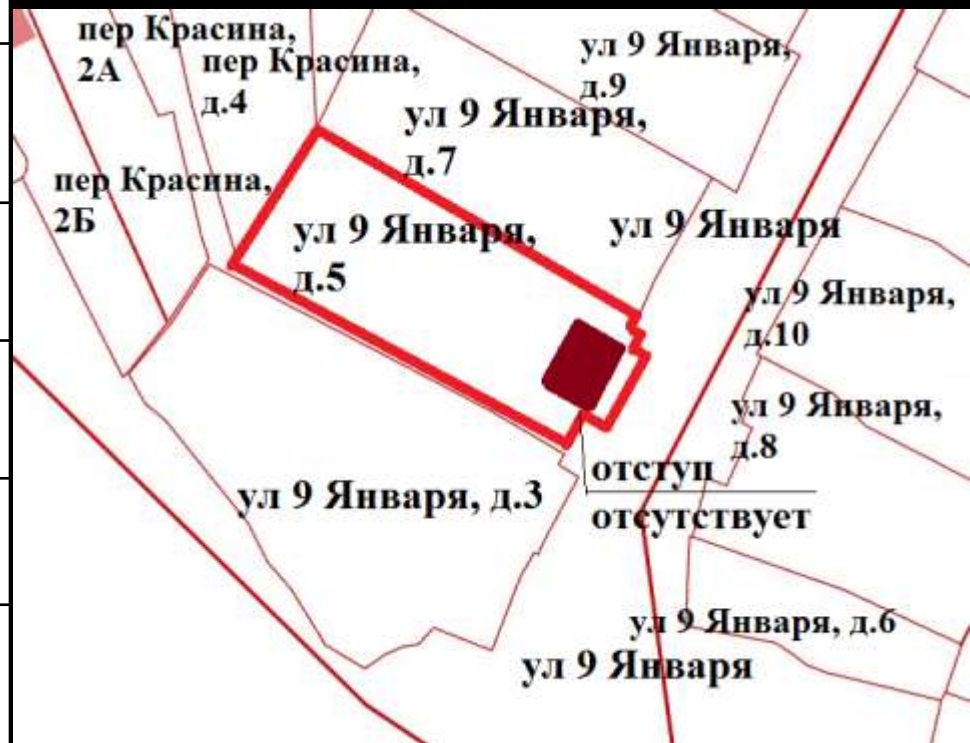 пер Красина,
2А
пер Красина,
д.4
ул 9 Января,
д.9
ул 9 Января,
д.7
пер Красина,
2Б
ул 9 Января,
д.5
ул 9 Января
ул 9 Января,
д.10
ул 9 Января,
д.8
отступ
отсутствует
ул 9 Января, д.3
ул 9 Января, д.6
ул 9 Января